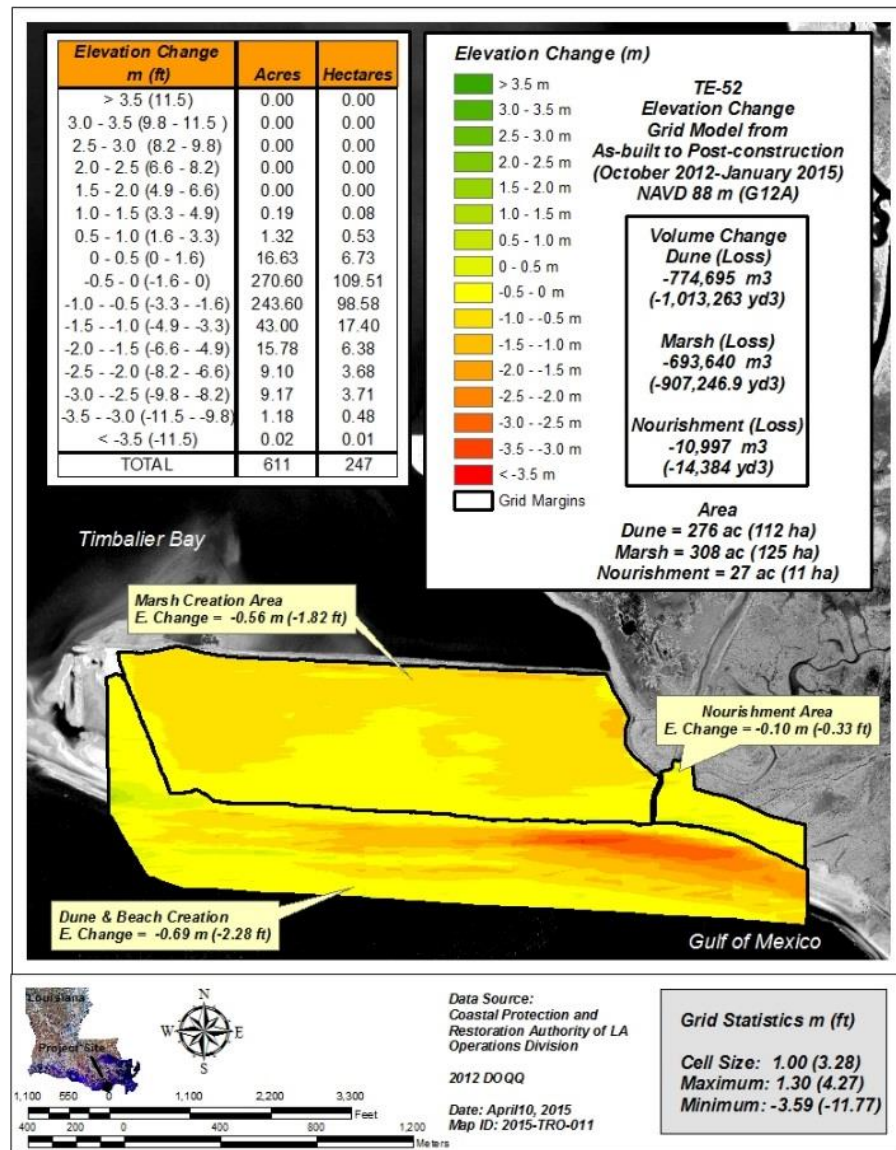 Elevation Change m (ft) Acres Hectares
> 3.5 (11.5) 0.00 0.00
3.0 - 3.5 (9.8 - 11.5 ) 0.00 0.00
2.5 - 3.0 (8.2 - 9.8) 0.00 0.00
2.0 - 2.5 (6.6 - 8.2) 0.00 0.00
1.5 - 2.0 (4.9 - 6.6) 0.00 0.00
1.0 - 1.5 (3.3 - 4.9) 0.19 0.08
0.5 - 1.0 (1.6 - 3.3) 1.32 0.53
0 - 0.5 (0 - 1.6) 16.63 6.73
-0.5 - 0 (-1.6 - 0) 270.60 109.51
-1.0 - -0.5 (-3.3 - -1.6) 243.60 98.58
-1.5 - -1.0 (-4.9 - -3.3) 43.00 17.40
-2.0 - -1.5 (-6.6 - -4.9) 15.78 6.38
-2.5 - -2.0 (-8.2 - -6.6) 9.10 3.68
-3.0 - -2.5 (-9.8 - -8.2) 9.17 3.71
-3.5 - -3.0 (-11.5 - -9.8) 1.18 0.48
< -3.5 (-11.5) 0.02 0.01
TOTAL 611 247
Elevation Change (m)
> 3.5 m
3.0 - 3.5 m
2.5 - 3.0 m
2.0 - 2.5 m
1.5 - 2.0 m
1.0 - 1.5 m
0.5 - 1.0 m
0 - 0.5 m
-0.5 - 0 m
-1.0 - -0.5 m
-1.5 - -1.0 m
-2.0 - -1.5 m
-2.5 - -2.0 m
-3.0 - -2.5 m
-3.5 - -3.0 m
< -3.5 m
Grid Margins
TE-52
Elevation Change
Grid Model from
As-built to Post-construction
(October 2012-January 2015)
NAVD 88 m (G12A)
Volume Change
Dune (Loss)
-774,695 m3
(-1,013,263 yd3)
Marsh (Loss)
-693,640 m3
(-907,246.9 yd3)
Nourishment (Loss)
-10,997 m3
(-14,384 yd3)
Area
Dune = 276 ac (112 ha)
Marsh = 308 ac (125 ha)
Nourishment = 27 ac (11 ha)
Timbalier Bay
Marsh Creation Area
E. Change = -0.56 m (-1.82 ft)
Nourishment Area
E. Change = -0.10 m (-0.33 ft)
Dune & Beach Creation
E. Change = -0.69 m (-2.28 ft)
Gulf of Mexico
Louisiana
Project Site
N
W E
S
1,100 550 0 1,100 2,200 3,300
Feet
400 200 0 400 800 1,200
Meters
Data Source:
Coastal Protection and
Restoration Authority of LA
Operations Division
2012 DOQQ
Date: April10, 2015
Map ID: 2015-TRO-011
Grid Statistics m (ft)
Cell Size: 1.00 (3.28)
Maximum: 1.30 (4.27)
Minimum: -3.59 (-11.77)